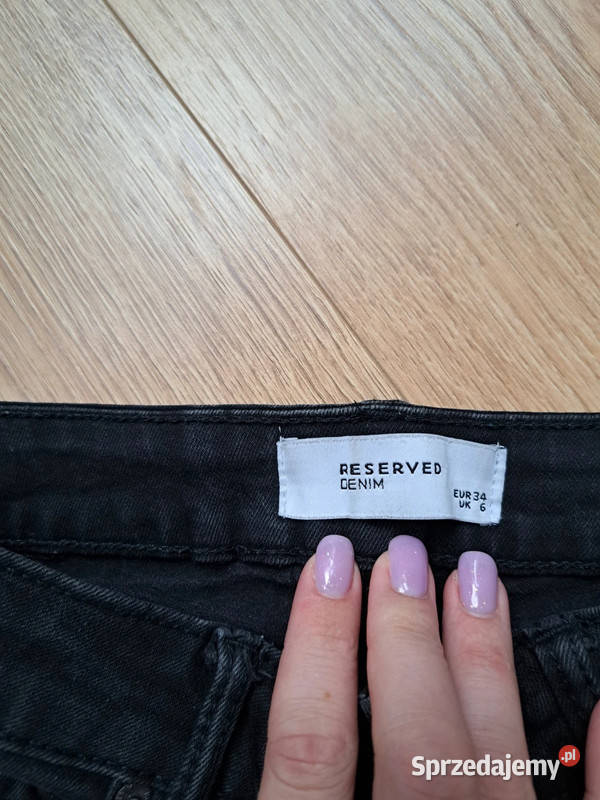 RESERVED
DENIM
EUR 34
UK 6
Sprzedajemy.pl